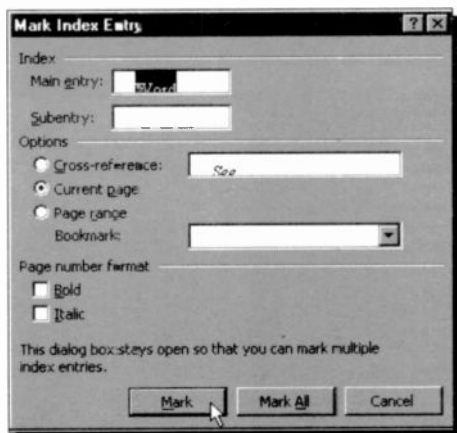 Mark Index Entry
Index
Main entry: Word
Subentry:
Options
Cross-reference: See
Current page
Page range
Bookmark:
Page number format
Bold
Italic
This dialog box stays open so that you can mark multiple
index entries.
Mark Mark All Cancel